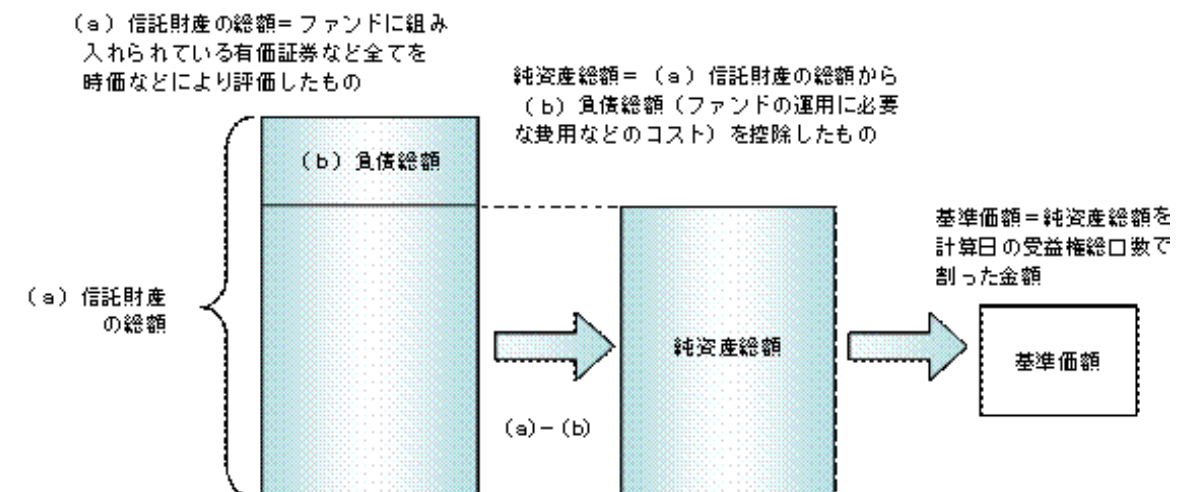 （a）信託財産の総額＝ファンドに組み
入れられている有価証券など全てを
時価などにより評価したもの
純資産総額＝（a）信託財産の総額から
（b）負債総額（ファンドの運用に必要
な費用などのコスト）を控除したもの
（b）負債総額
基準価額＝純資産総額を
計算日の受益権総口数で
割った金額
（a）信託財産
の総額
純資産総額
基準価額
（a）－（b）